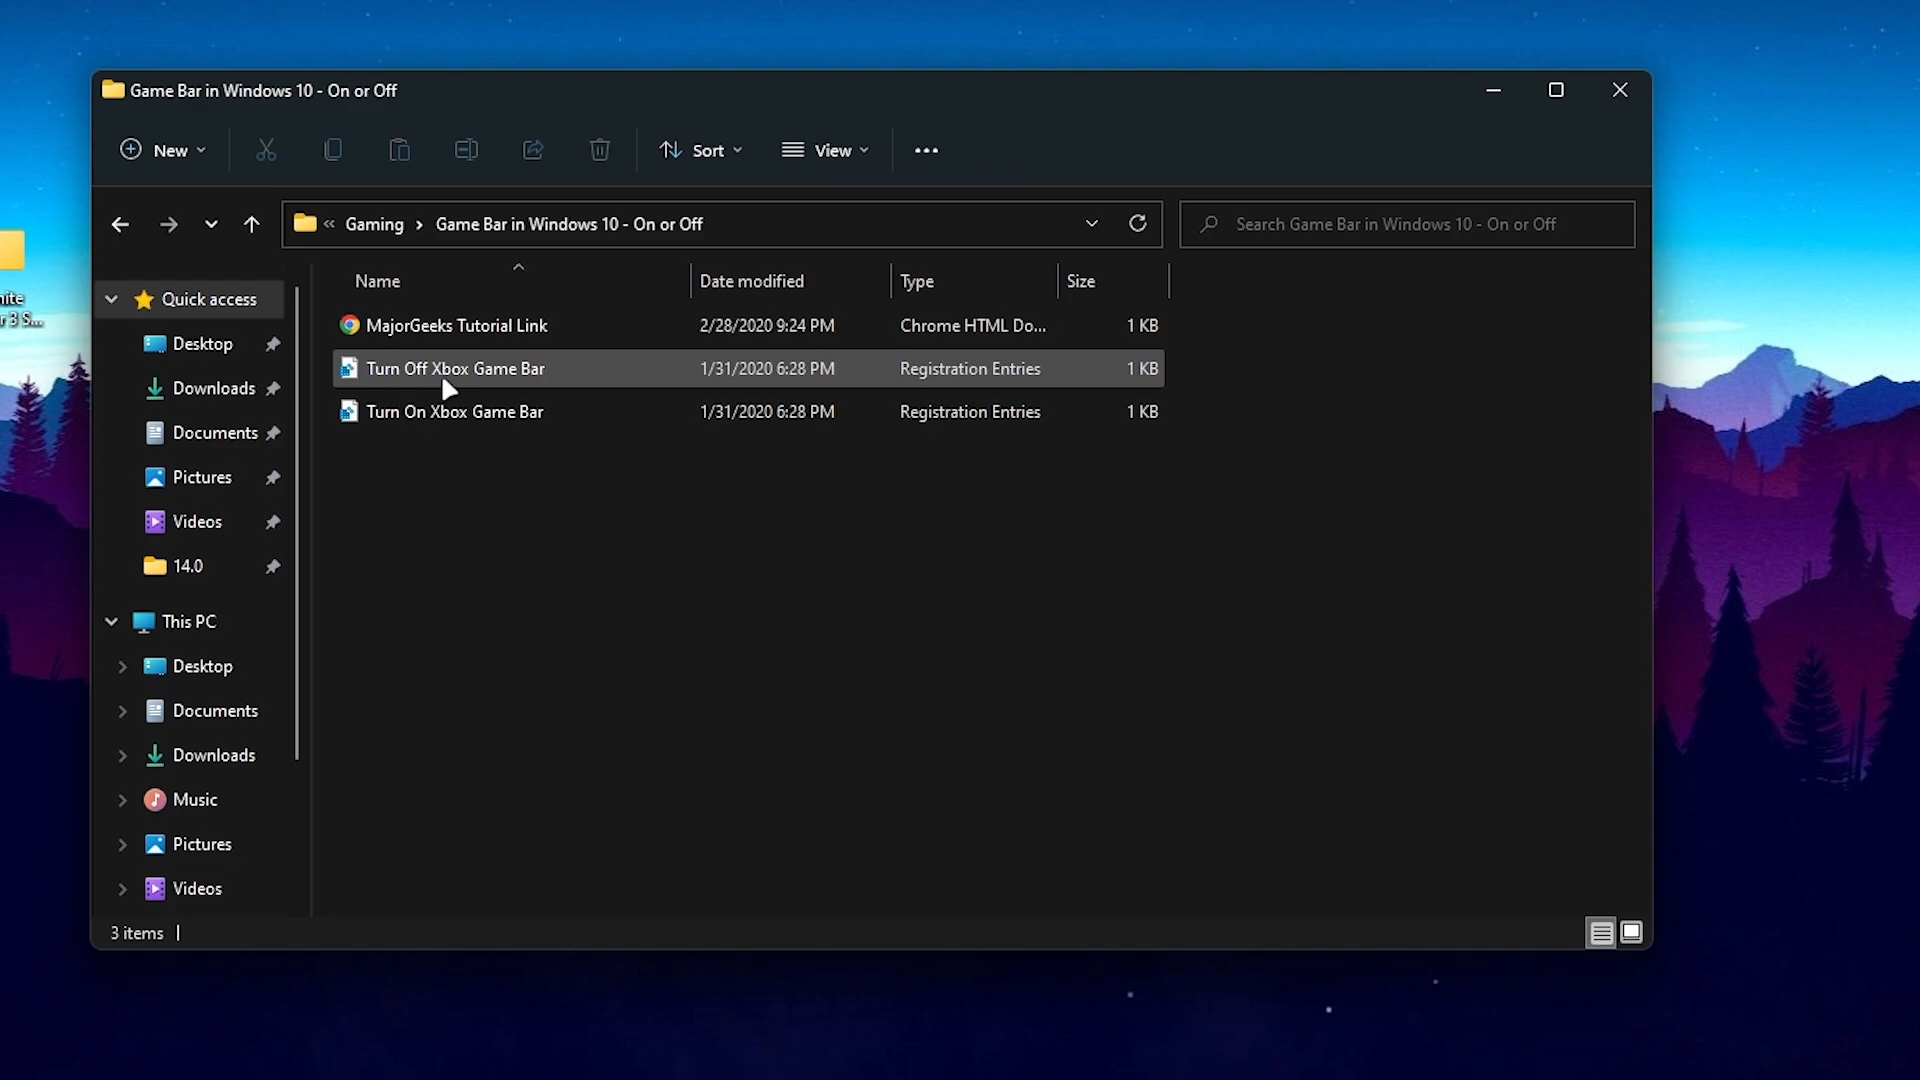 Game Bar in Windows 10 - On or Off
New
Sort
View
« Gaming › Game Bar in Windows 10 - On or Off
Search Game Bar in Windows 10 - On or Off
Name Date modified Type Size
MajorGeeks Tutorial Link 2/28/2020 9:24 PM Chrome HTML Do... 1 KB
Turn Off Xbox Game Bar 1/31/2020 6:28 PM Registration Entries 1 KB
Turn On Xbox Game Bar 1/31/2020 6:28 PM Registration Entries 1 KB
Quick access
Desktop
Downloads
Documents
Pictures
Videos
14.0
This PC
Desktop
Documents
Downloads
Music
Pictures
Videos
3 items
r 3 S...